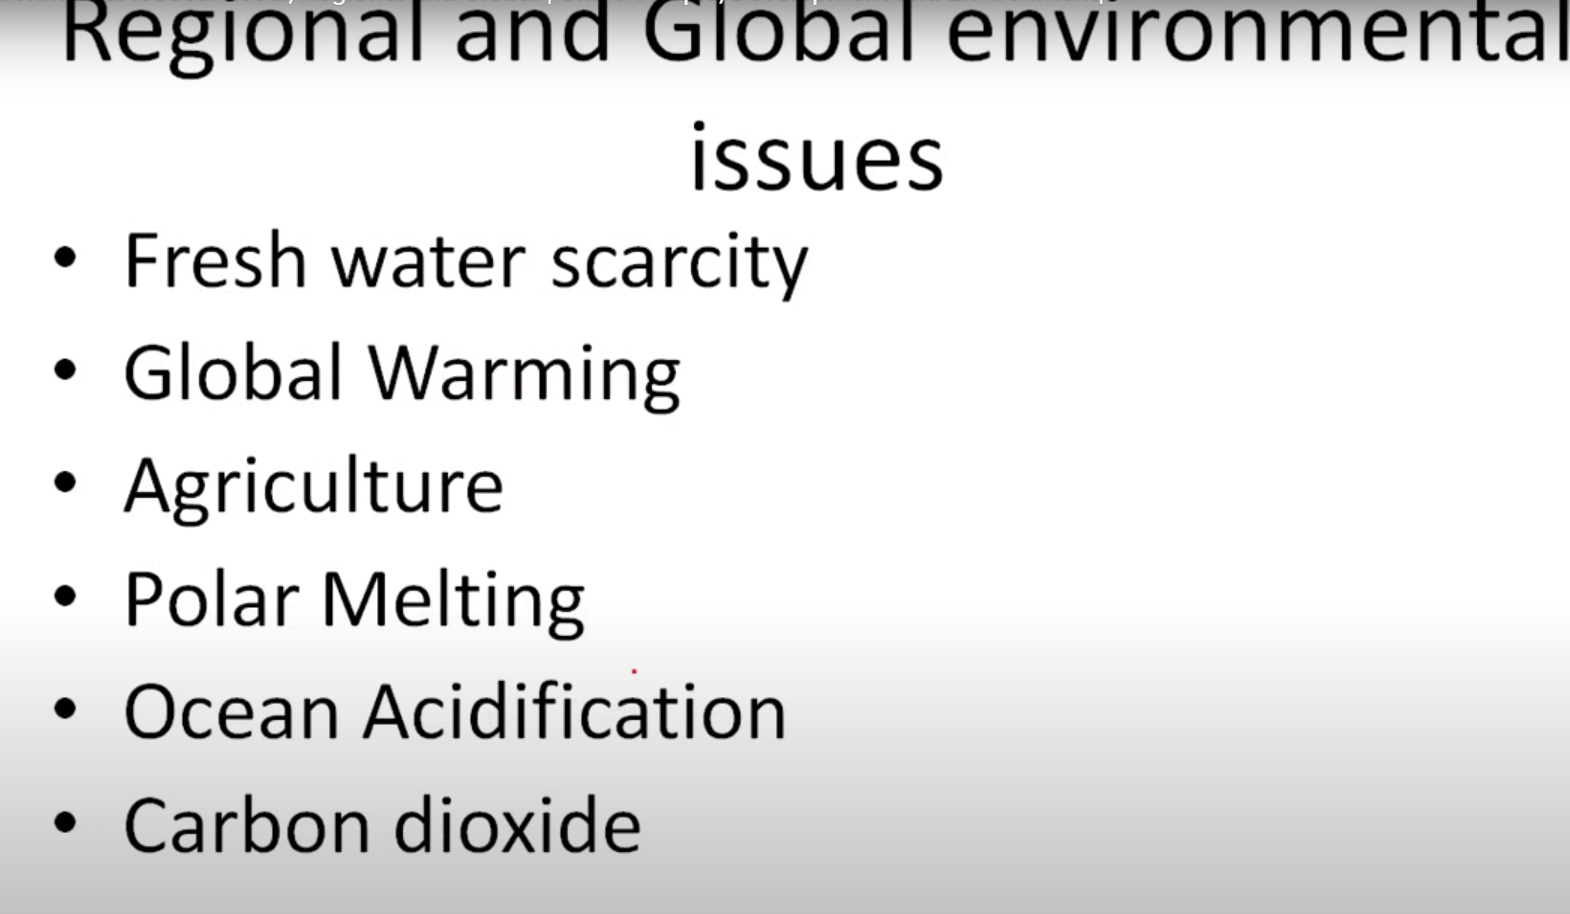 Regional and Global environmental
issues
• Fresh water scarcity
• Global Warming
• Agriculture
• Polar Melting
• Ocean Acidification
• Carbon dioxide